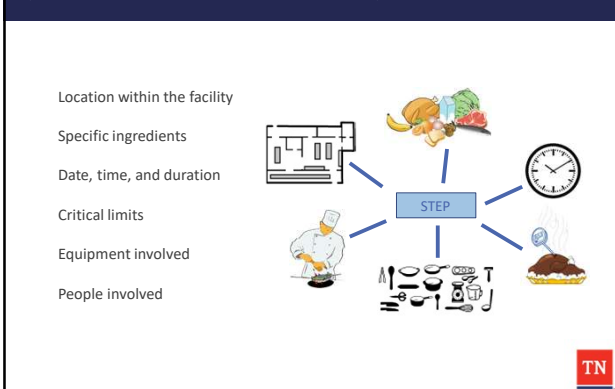 Location within the facility
Specific ingredients
Date, time, and duration
Critical limits
Equipment involved
People involved
STEP
TN